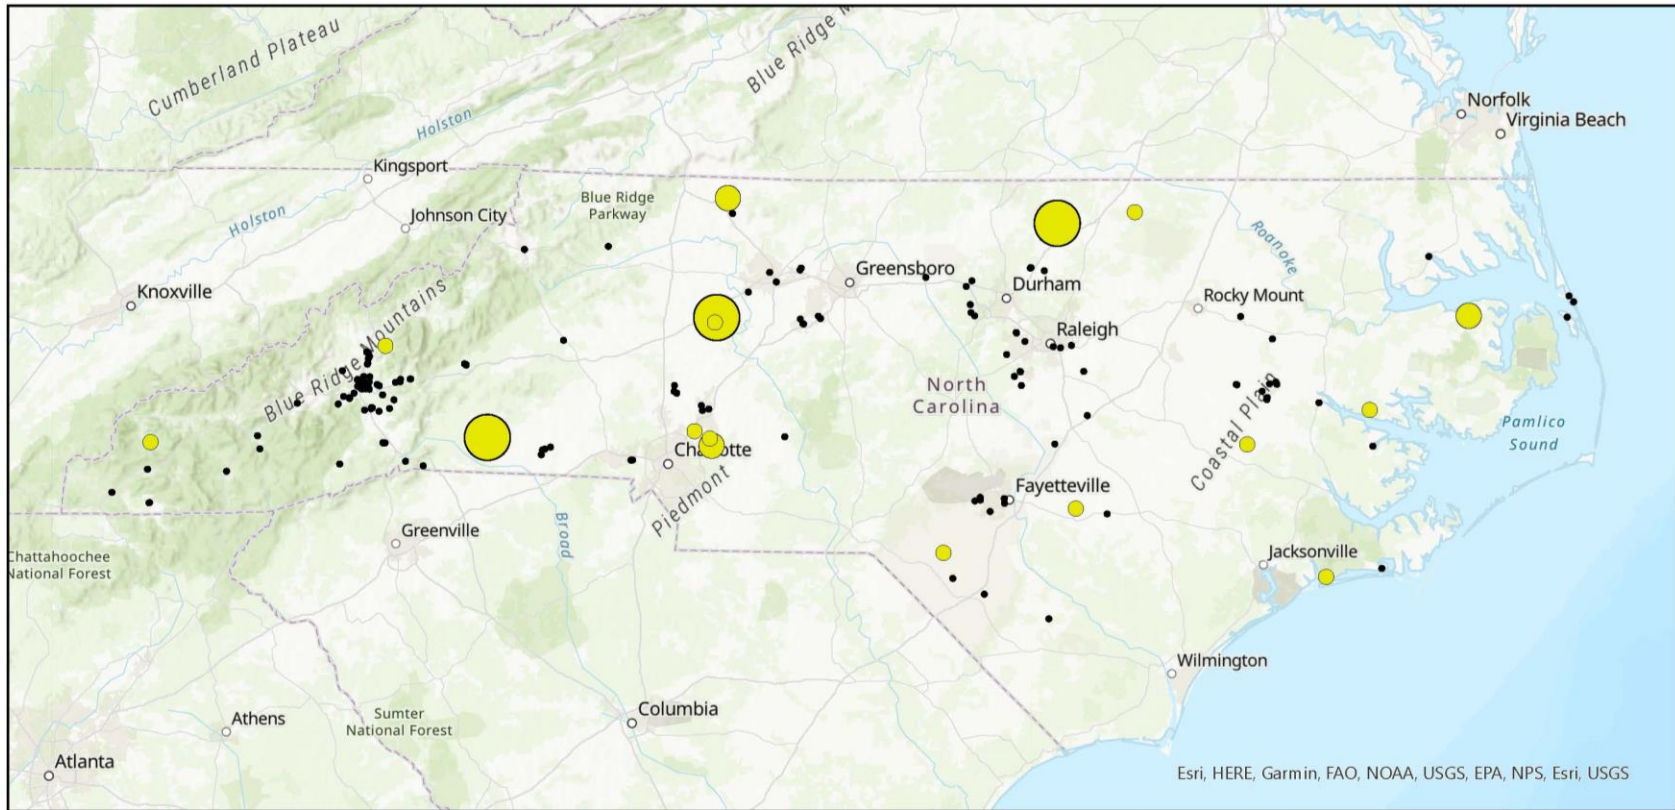 Cumberland Plateau
Blue Ridge M
Holston
Norfolk
Virginia Beach
Kingsport
Blue Ridge
Parkway
Johnson City
Holston
Roanoke
Greensboro
Durham
Knoxville
Rocky Mount
Raleigh
Blue Ridge Mountains
North
Carolina
Coastal Plain
Pamlico
Sound
Charlotte
Piedmont
Fayetteville
Greenville
Broad
Jacksonville
Chattahoochee
National Forest
Wilmington
Columbia
Athens
Sumter
National Forest
Atlanta
Esri, HERE, Garmin, FAO, NOAA, USGS, EPA, NPS, Esri, USGS